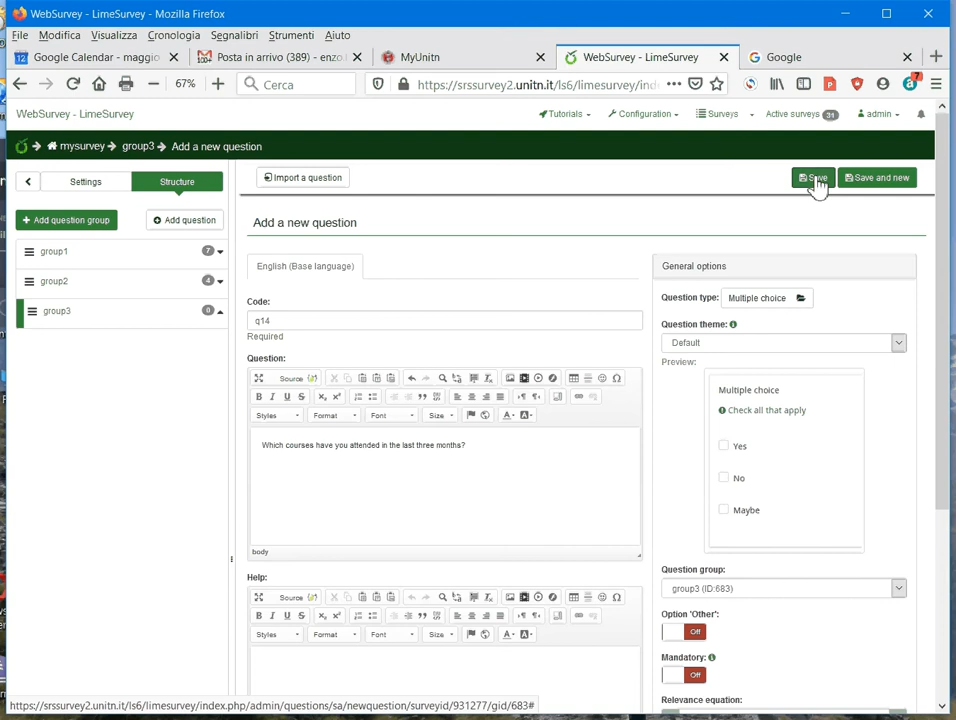 WebSurvey - LimeSurvey - Mozilla Firefox
File Modifica Visualizza Cronologia Segnalibri Strumenti Aiuto
Google Calendar - maggio
Posta in arrivo (389) - enzo.l
MyUnitn
WebSurvey - LimeSurvey
Google
67%
Cerca
https://srssurvey2.unitn.it/ls6/limesurvey/inde
7
WebSurvey - LimeSurvey
Tutorials
Configuration
Surveys
Active surveys 31
admin
mysurvey group3 Add a new question
Settings
Structure
Import a question
Save
Save and new
Add question group
Add question
group1 7
group2 4
group3 0
Add a new question
English (Base language)
General options
Code:
q14
Required
Question type: Multiple choice
Question theme:
Default
Preview:
Question:
Source
Styles Format Font Size
Which courses have you attended in the last three months?
body
Multiple choice
Check all that apply
Yes
No
Maybe
Question group:
group3 (ID:683)
Option 'Other':
Off
Mandatory:
Off
Relevance equation:
Help:
Source
Styles Format Font Size
https://srssurvey2.unitn.it/ls6/limesurvey/index.php/admin/questions/sa/newquestion/surveyid/931277/gid/683#